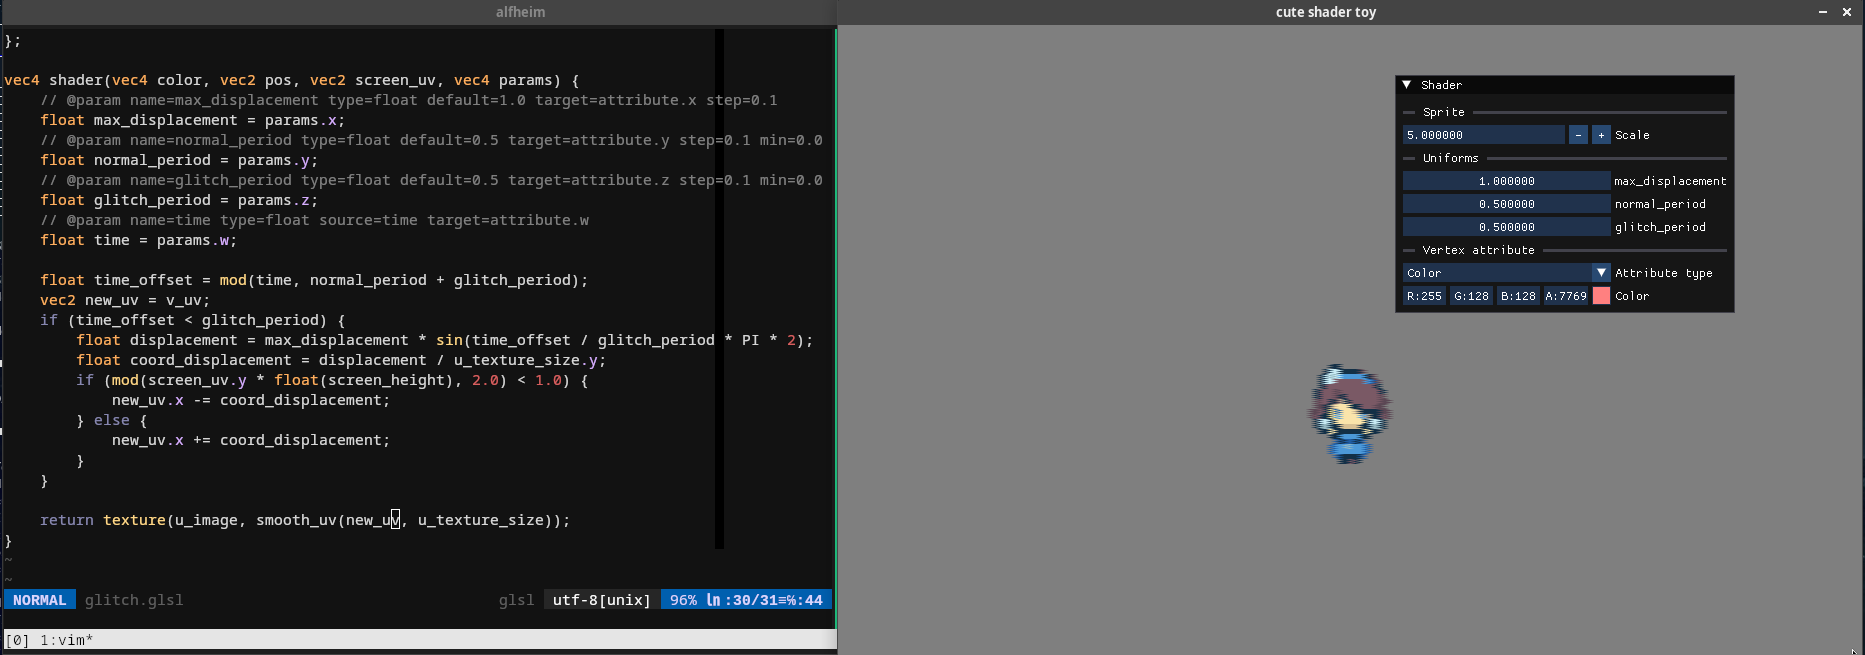 alfheim
};
vec4 shader(vec4 color, vec2 pos, vec2 screen_uv, vec4 params) {
// @param name=max_displacement type=float default=1.0 target=attribute.x step=0.1
float max_displacement = params.x;
// @param name=normal_period type=float default=0.5 target=attribute.y step=0.1 min=0.0
float normal_period = params.y;
// @param name=glitch_period type=float default=0.5 target=attribute.z step=0.1 min=0.0
float glitch_period = params.z;
// @param name=time type=float source=time target=attribute.w
float time = params.w;
float time_offset = mod(time, normal_period + glitch_period);
vec2 new_uv = v_uv;
if (time_offset < glitch_period) {
float displacement = max_displacement * sin(time_offset / glitch_period * PI * 2);
float coord_displacement = displacement / u_texture_size.y;
if (mod(screen_uv.y * float(screen_height), 2.0) < 1.0) {
new_uv.x -= coord_displacement;
} else {
new_uv.x += coord_displacement;
}
}
return texture(u_image, smooth_uv(new_uv, u_texture_size));
}
~
~
NORMAL glitch.glsl glsl utf-8[unix] 96% ln :30/31≡℅:44
[0] 1:vim*
cute shader toy
▼ Shader
Sprite
5.000000 - + Scale
Uniforms
1.000000 max_displacement
0.500000 normal_period
0.500000 glitch_period
Vertex attribute
Color ▼ Attribute type
R:255 G:128 B:128 A:7769 Color